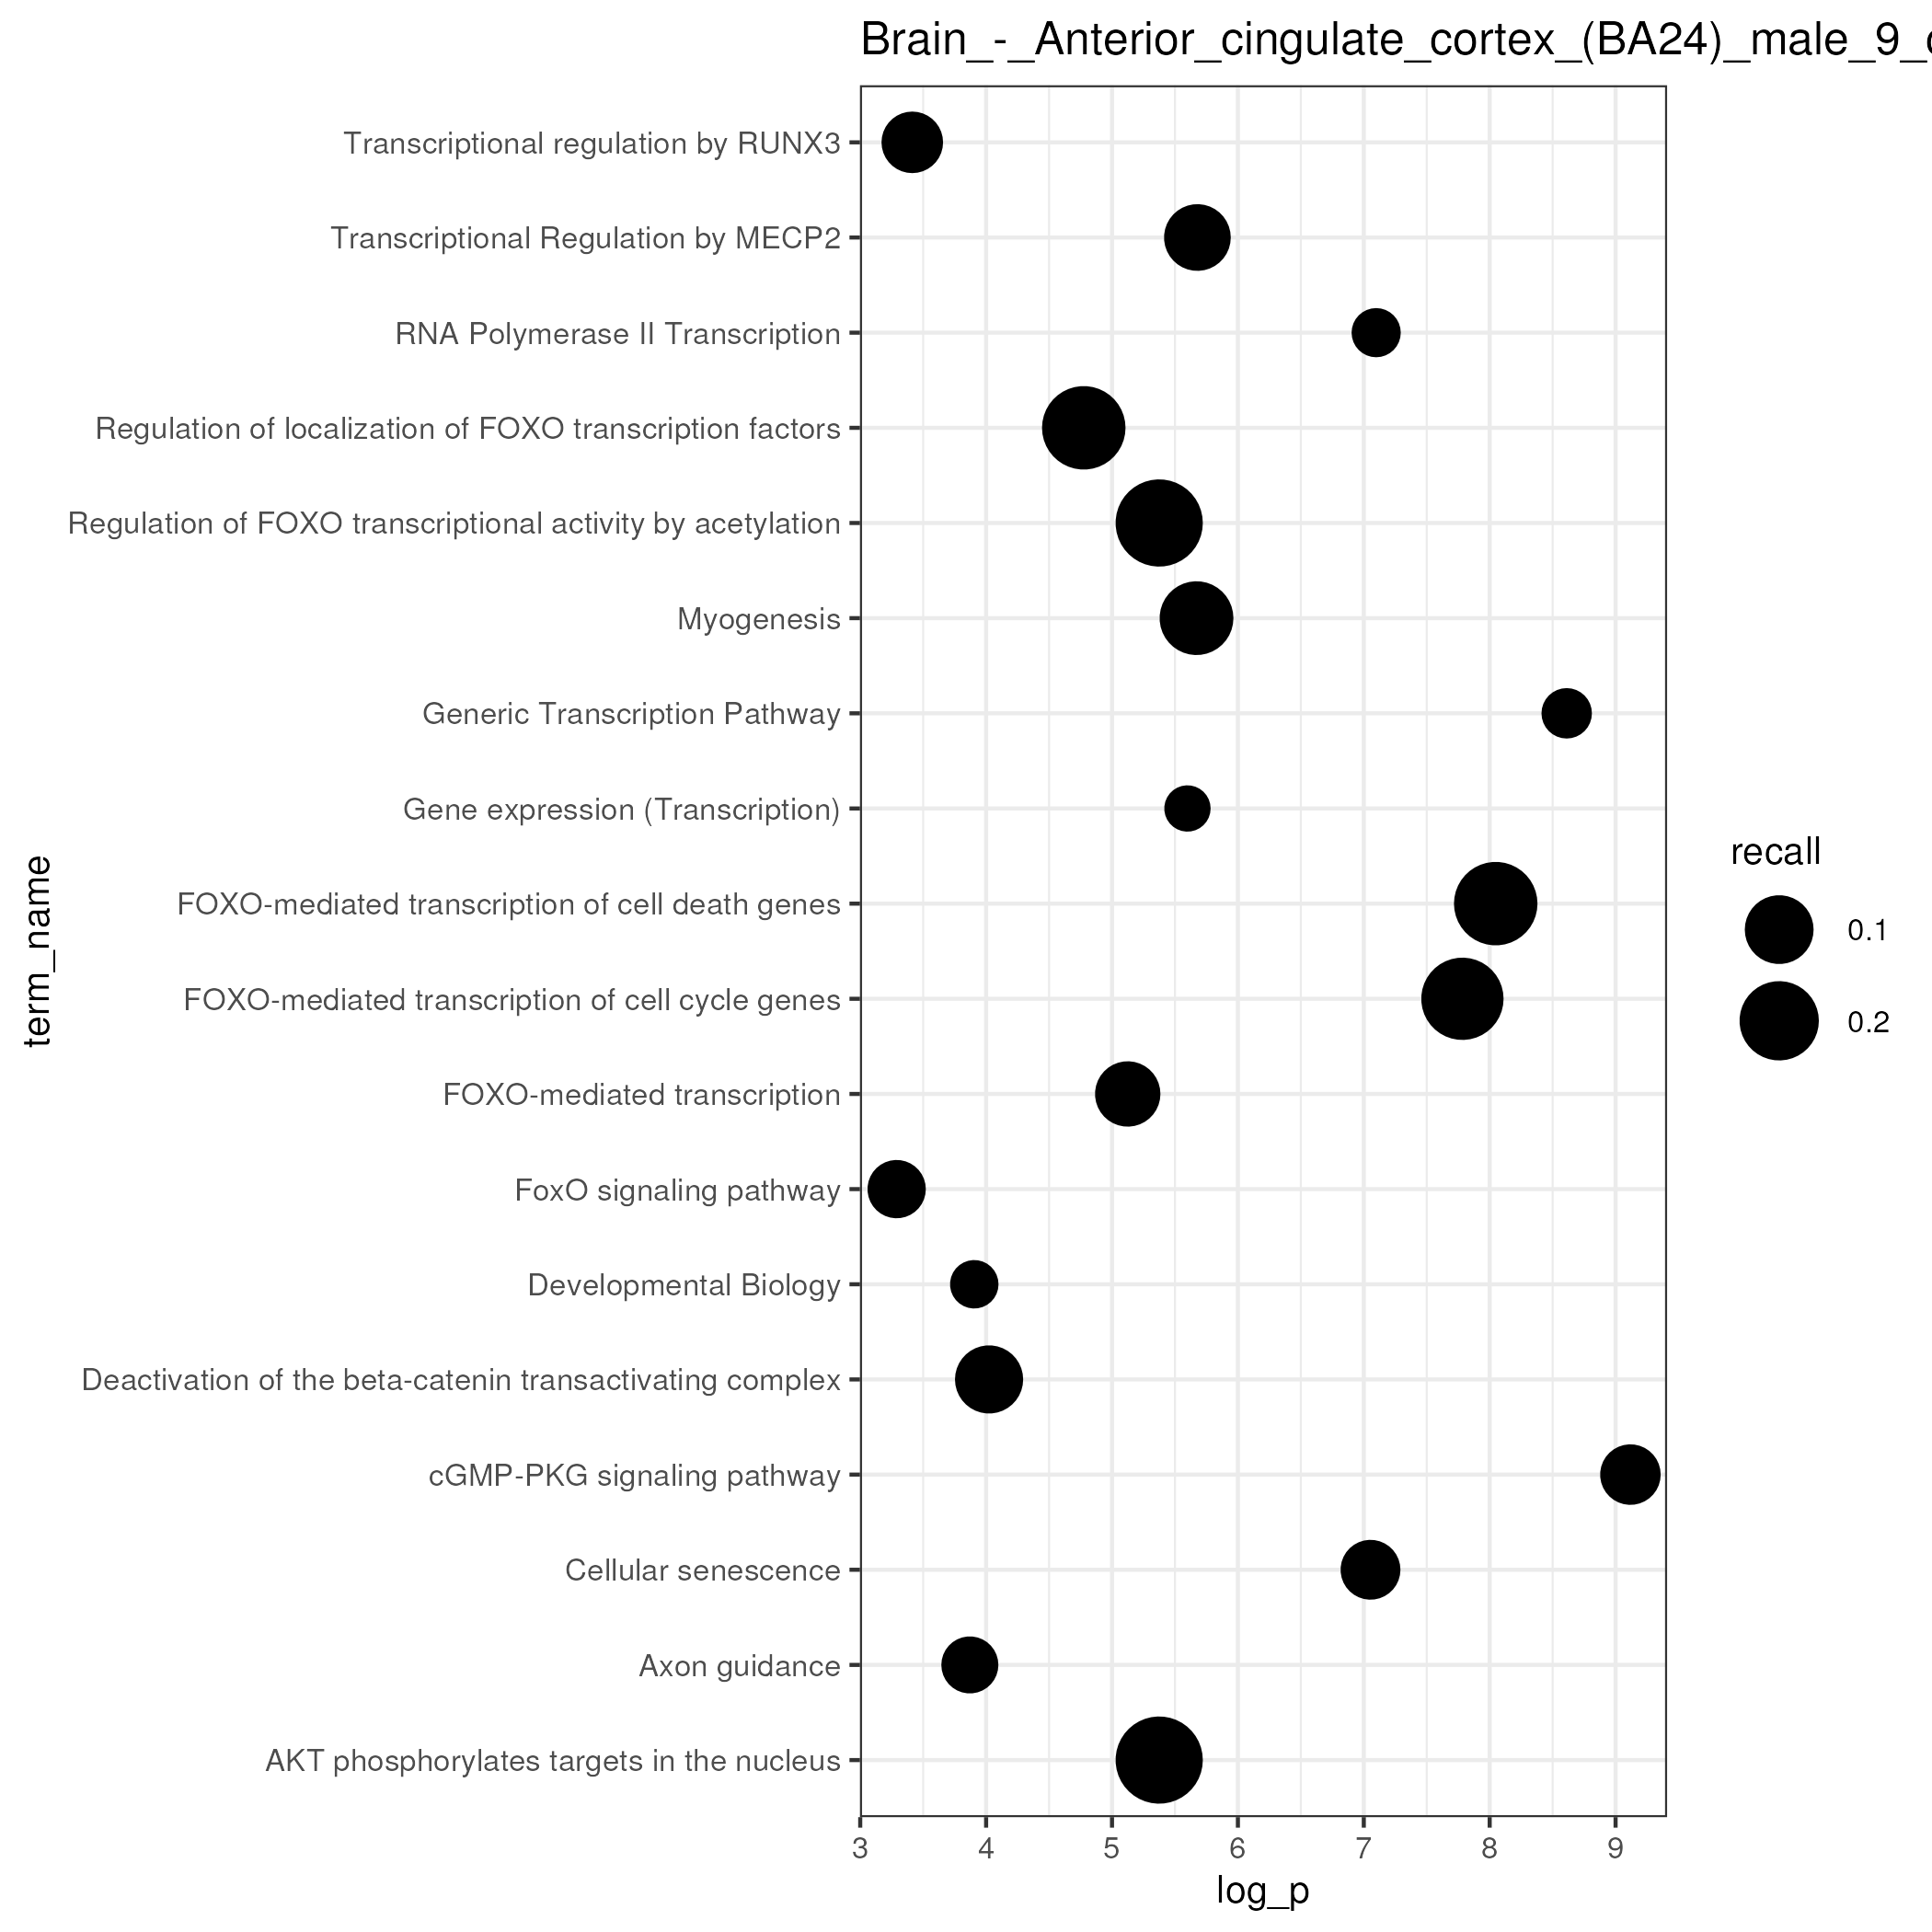 Brain_-_Anterior_cingulate_cortex_(BA24)_male_9_
term_name
Transcriptional regulation by RUNX3
Transcriptional Regulation by MECP2
RNA Polymerase II Transcription
Regulation of localization of FOXO transcription factors
Regulation of FOXO transcriptional activity by acetylation
Myogenesis
Generic Transcription Pathway
Gene expression (Transcription)
FOXO-mediated transcription of cell death genes
FOXO-mediated transcription of cell cycle genes
FOXO-mediated transcription
FoxO signaling pathway
Developmental Biology
Deactivation of the beta-catenin transactivating complex
cGMP-PKG signaling pathway
Cellular senescence
Axon guidance
AKT phosphorylates targets in the nucleus
3 4 5 6 7 8 9
log_p
recall
0.1
0.2